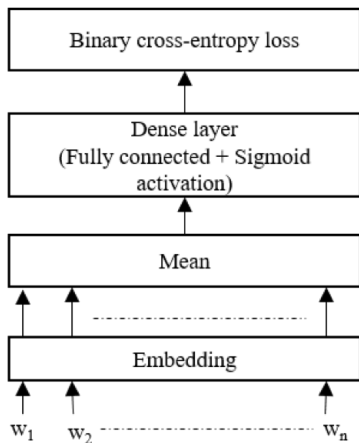 Binary cross-entropy loss
Dense layer
(Fully connected + Sigmoid
activation)
Mean
Embedding
w1 w2 wn